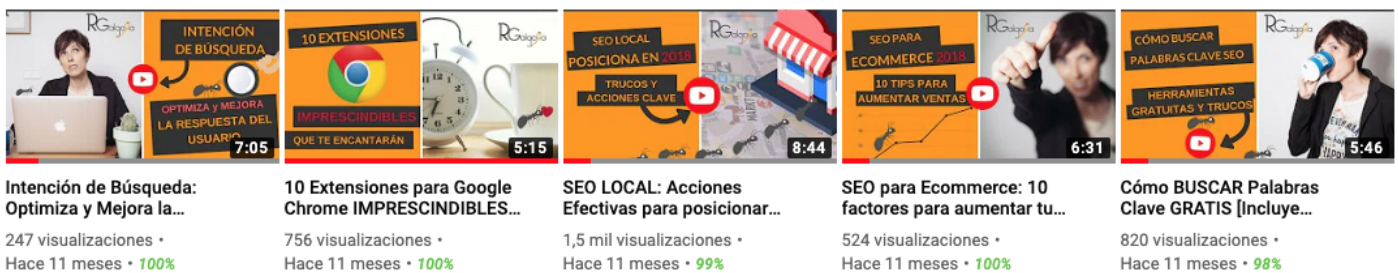 RGalgoha
INTENCIÓN
DE BÚSQUEDA
OPTIMIZA y MEJORA
LA RESPUESTA DEL
USUARIO
7:05
Intención de Búsqueda:
Optimiza y Mejora la...
247 visualizaciones •
Hace 11 meses • 100%
10 EXTENSIONES
IMPRESCINDIBLES
QUE TE ENCANTARÁN
5:15
10 Extensiones para Google
Chrome IMPRESCINDIBLES...
756 visualizaciones •
Hace 11 meses • 100%
SEO LOCAL
POSICIONA EN 2018
TRUCOS Y
ACCIONES CLAVE
8:44
SEO LOCAL: Acciones
Efectivas para posicionar...
1,5 mil visualizaciones •
Hace 11 meses • 99%
SEO PARA
ECOMMERCE 2018
10 TIPS PARA
AUMENTAR VENTAS
6:31
SEO para Ecommerce: 10
factores para aumentar tu...
524 visualizaciones •
Hace 11 meses • 100%
CÓMO BUSCAR
PALABRAS CLAVE SEO
HERRAMIENTAS
GRATUITAS Y TRUCOS
5:46
Cómo BUSCAR Palabras
Clave GRATIS [Incluye...
820 visualizaciones •
Hace 11 meses • 98%